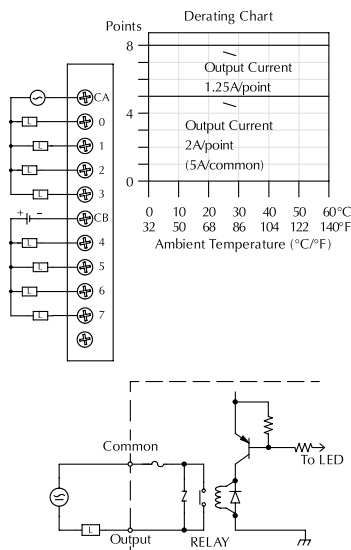 Derating Chart
Points
8
4
0
Output Current
1.25A/point
Output Current
2A/point
(5A/common)
0 10 20 30 40 50 60°C
32 50 68 86 104 122 140°F
Ambient Temperature (°C/°F)
CA
L 0
L 1
L 2
L 3
+ - CB
L 4
L 5
L 6
L 7
Common
To LED
L
Output
RELAY